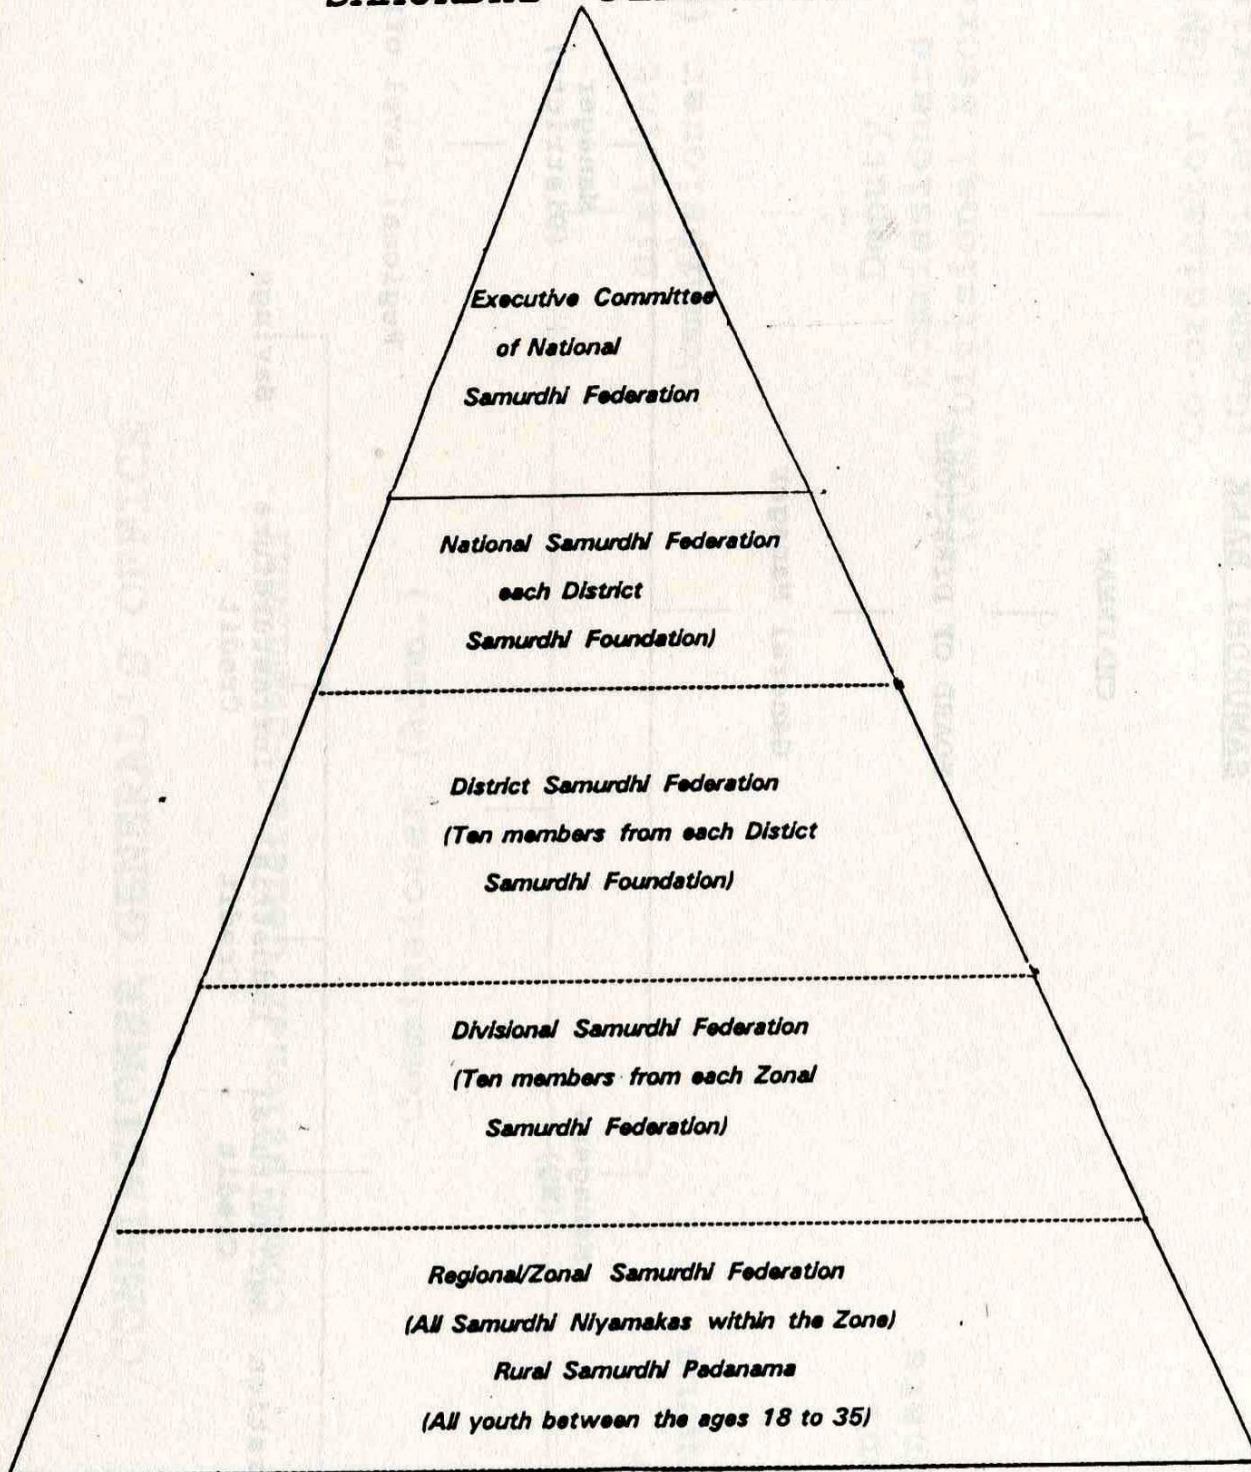 Executive Committee
of National
Samurdhi Federation
National Samurdhi Federation
each District
Samurdhi Foundation)
District Samurdhi Federation
(Ten members from each Distict
Samurdhi Foundation)
Divisional Samurdhi Federation
(Ten members from each Zonal
Samurdhi Federation)
Regional/Zonal Samurdhi Federation
(All Samurdhi Niyamakas within the Zone)
Rural Samurdhi Padanama
(All youth between the ages 18 to 35)